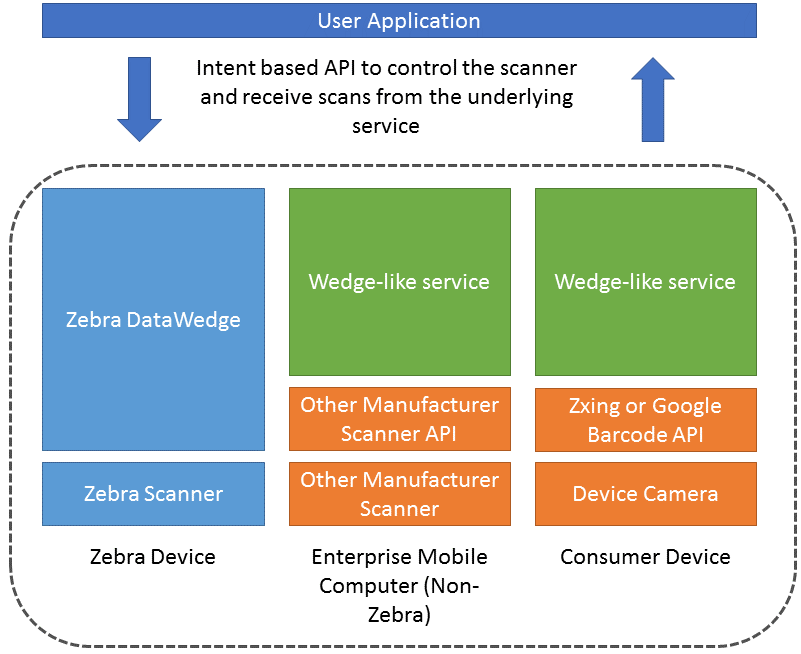 User Application
Intent based API to control the scanner
and receive scans from the underlying
service
Zebra DataWedge
Zebra Scanner
Zebra Device
Wedge-like service
Other Manufacturer
Scanner API
Other Manufacturer
Scanner
Enterprise Mobile
Computer (Non-
Zebra)
Wedge-like service
Zxing or Google
Barcode API
Device Camera
Consumer Device